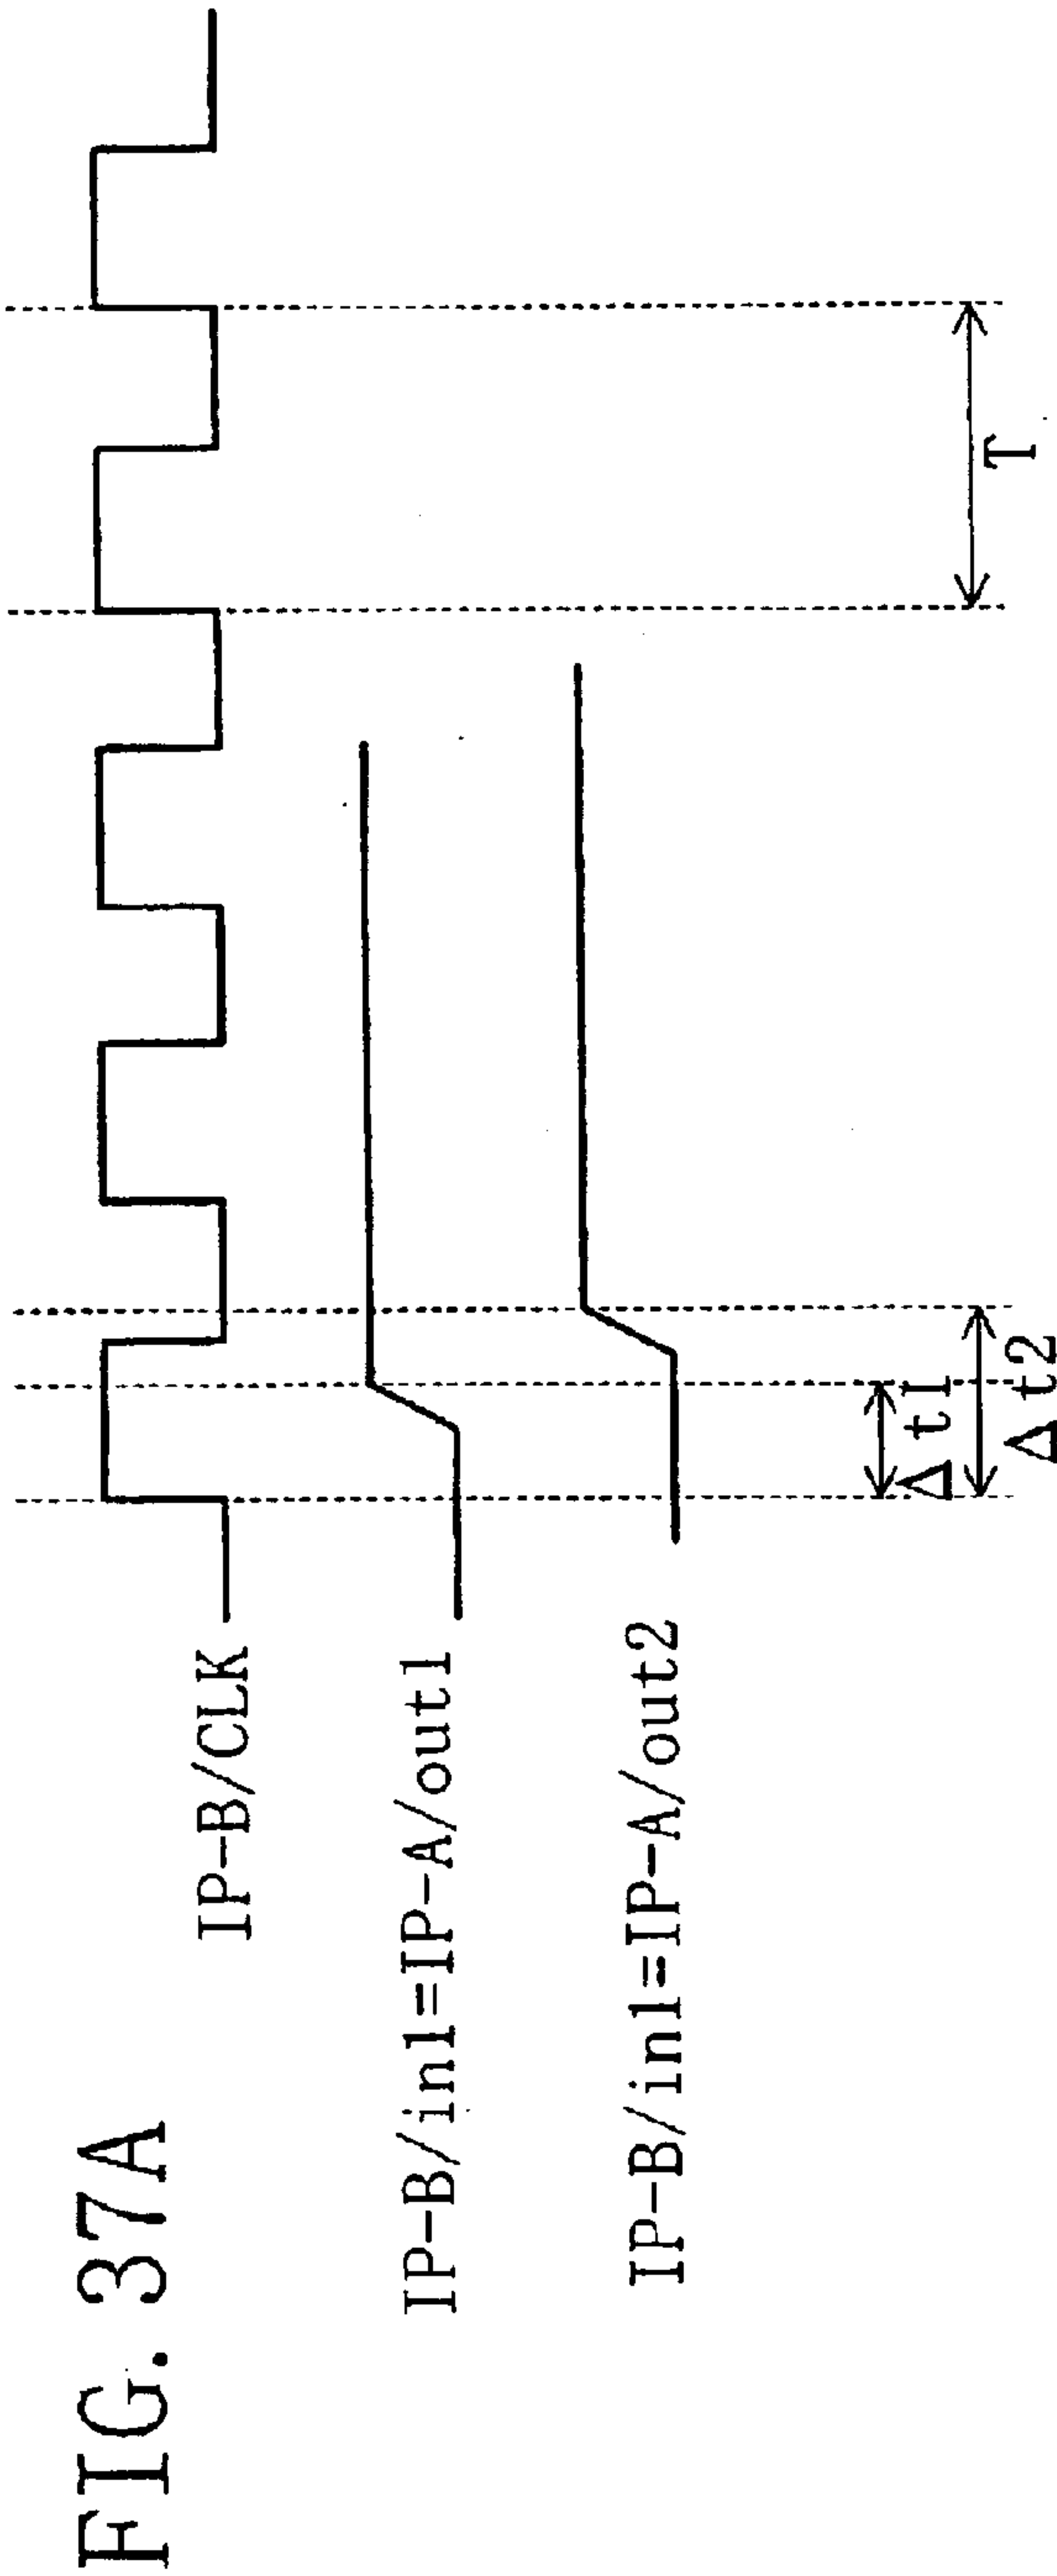 FIG. 37A
IP-B/CLK
IP-B/in1=IP-A/out1
IP-B/in1=IP-A/out2
Δt1
Δt2
T